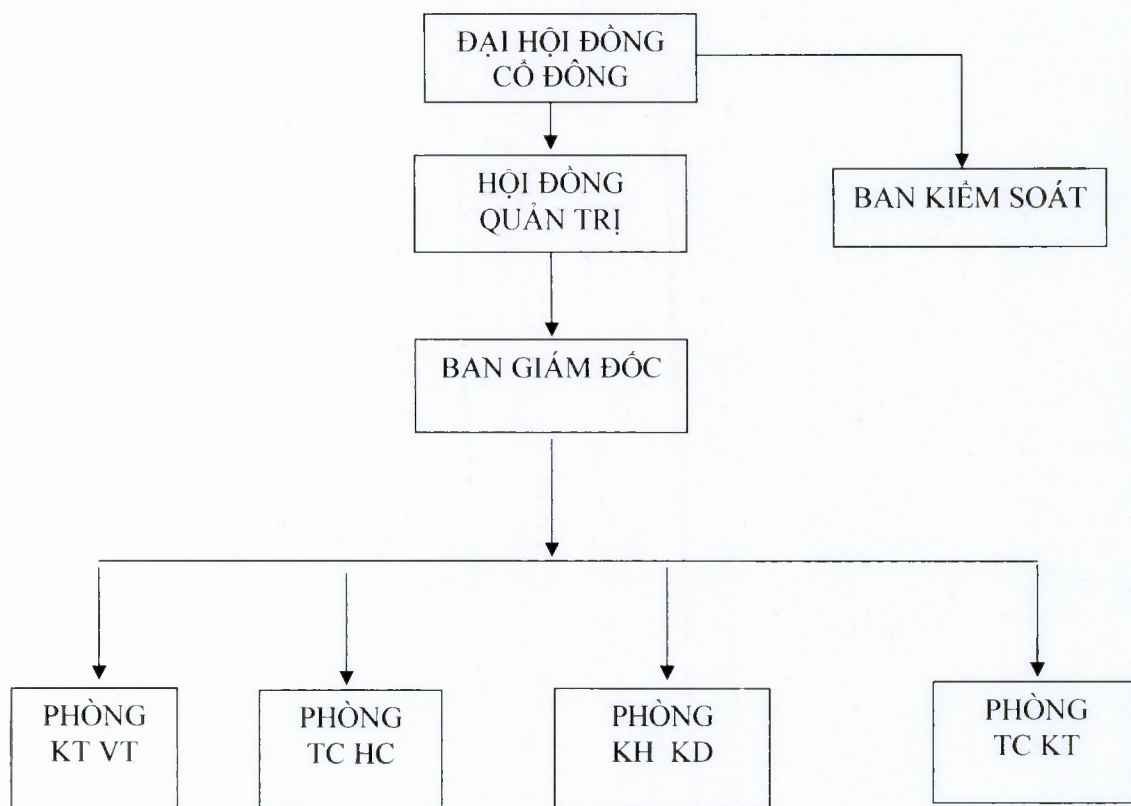 ĐẠI HỘI ĐỒNG
CỔ ĐÔNG
HỘI ĐỒNG
QUẢN TRỊ
BAN KIỂM SOÁT
BAN GIÁM ĐỐC
PHÒNG
KT VT
PHÒNG
TC HC
PHÒNG
KH KD
PHÒNG
TC KT